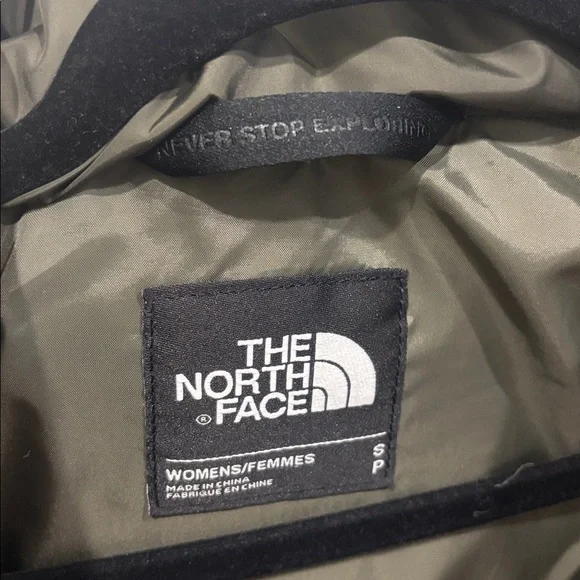 NEVER STOP EXPLORING
THE
NORTH
FACE
®
WOMENS/FEMMES
MADE IN CHINA
FABRIQUÉ EN CHINE
S
P